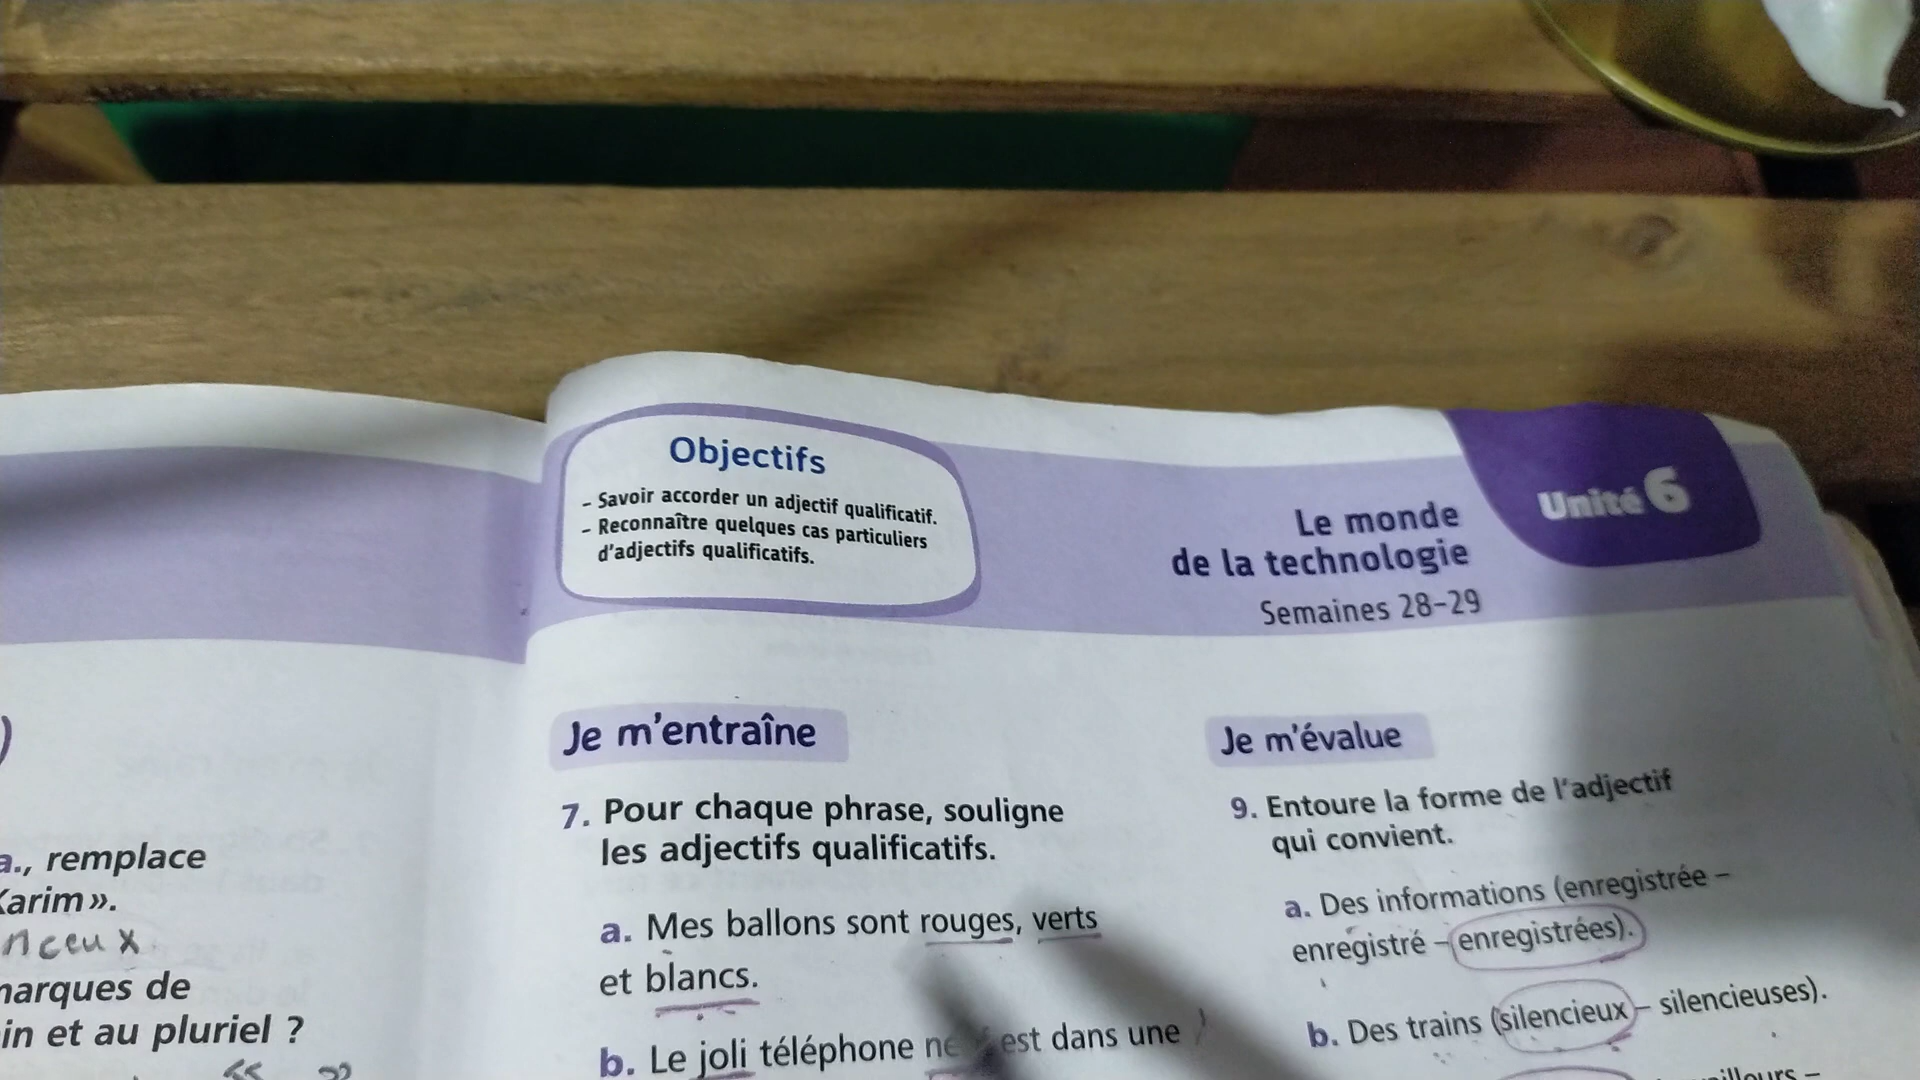 a., remplace
Karim».
nceux
marques de
in et au pluriel ?
Objectifs
- Savoir accorder un adjectif qualificatif.
- Reconnaître quelques cas particuliers
d'adjectifs qualificatifs.
Le monde
de la technologie
Semaines 28-29
Unité 6
Je m'entraîne
7. Pour chaque phrase, souligne
les adjectifs qualificatifs.
a. Mes ballons sont rouges, verts
et blancs.
b. Le joli téléphone est dans une
Je m'évalue
9. Entoure la forme de l'adjectif
qui convient.
a. Des informations (enregistrée –
enregistré – enregistrées).
b. Des trains (silencieux – silencieuses).